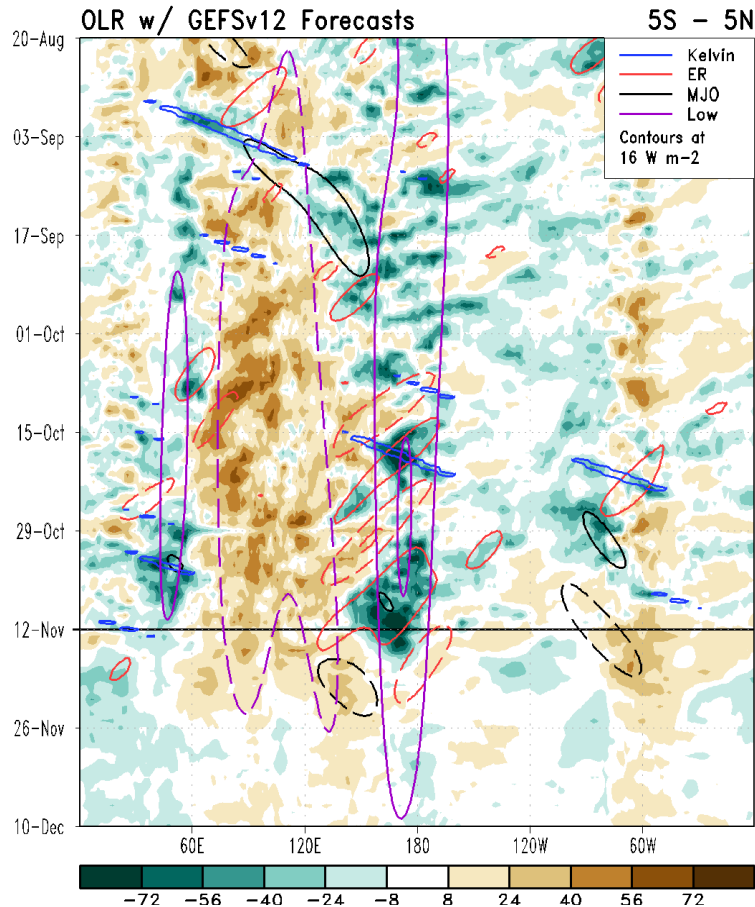 OLR w/ GEFSv12 Forecasts
5S - 5N
Kelvin
ER
MJO
Low
Contours at
16 W m-2
20-Aug
03-Sep
17-Sep
01-Oct
15-Oct
29-Oct
12-Nov
26-Nov
10-Dec
60E
120E
180
120W
60W
-72
-56
-40
-24
-8
8
24
40
56
72